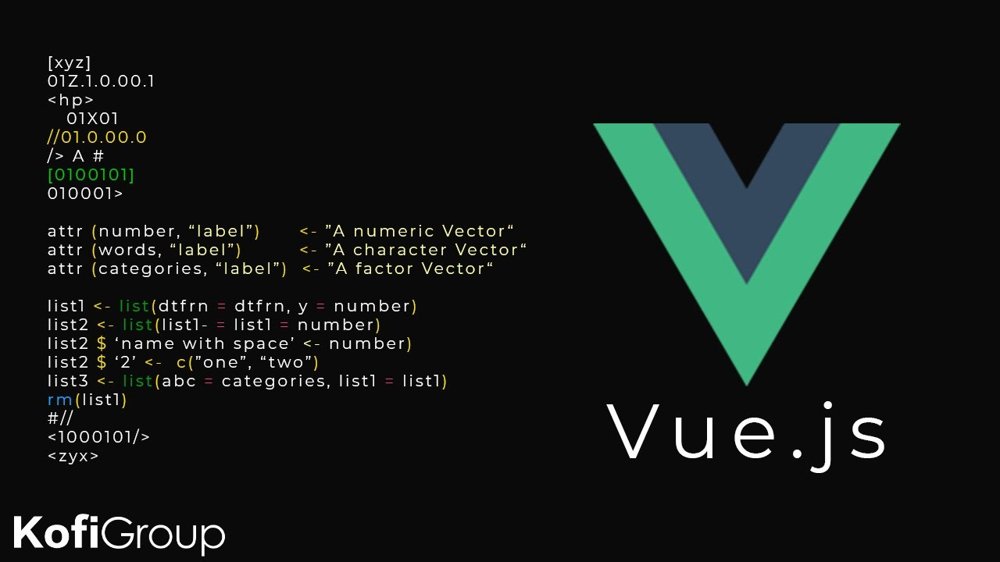 [xyz]
01Z.1.0.00.1
<hp>
01X01
//01.0.00.0
/> A #
[0100101]
010001>
attr (number, “label”) <- ”A numeric Vector“
attr (words, “label”) <- ”A character Vector“
attr (categories, “label”) <- ”A factor Vector“
list1 <- list(dtfrn = dtfrn, y = number)
list2 <- list(list1- = list1 = number)
list2 $ ‘name with space’ <- number)
list2 $ ‘2’ <- c(”one”, “two”)
list3 <- list(abc = categories, list1 = list1)
rm(list1)
#//
<1000101/>
<zyx>
Vue.js
KofiGroup